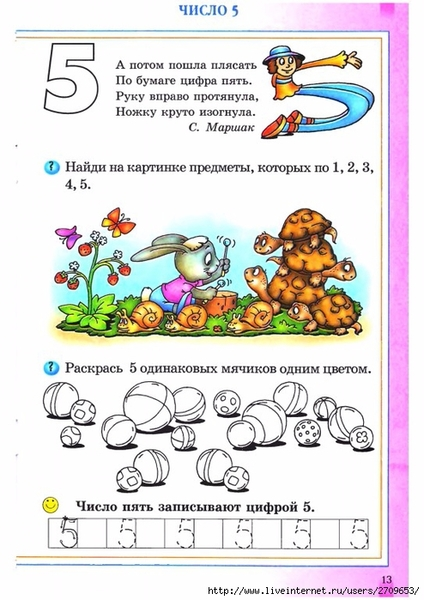 ЧИСЛО 5
5
А потом пошла плясать
По бумаге цифра пять.
Руку вправо протянула,
Ножку круто изогнула.
С. Маршак
? Найди на картинке предметы, которых по 1, 2, 3,
4, 5.
? Раскрась 5 одинаковых мячиков одним цветом.
Число пять записывают цифрой 5.
5 5 5 5 5 5
13
http://www.liveinternet.ru/users/2709653/